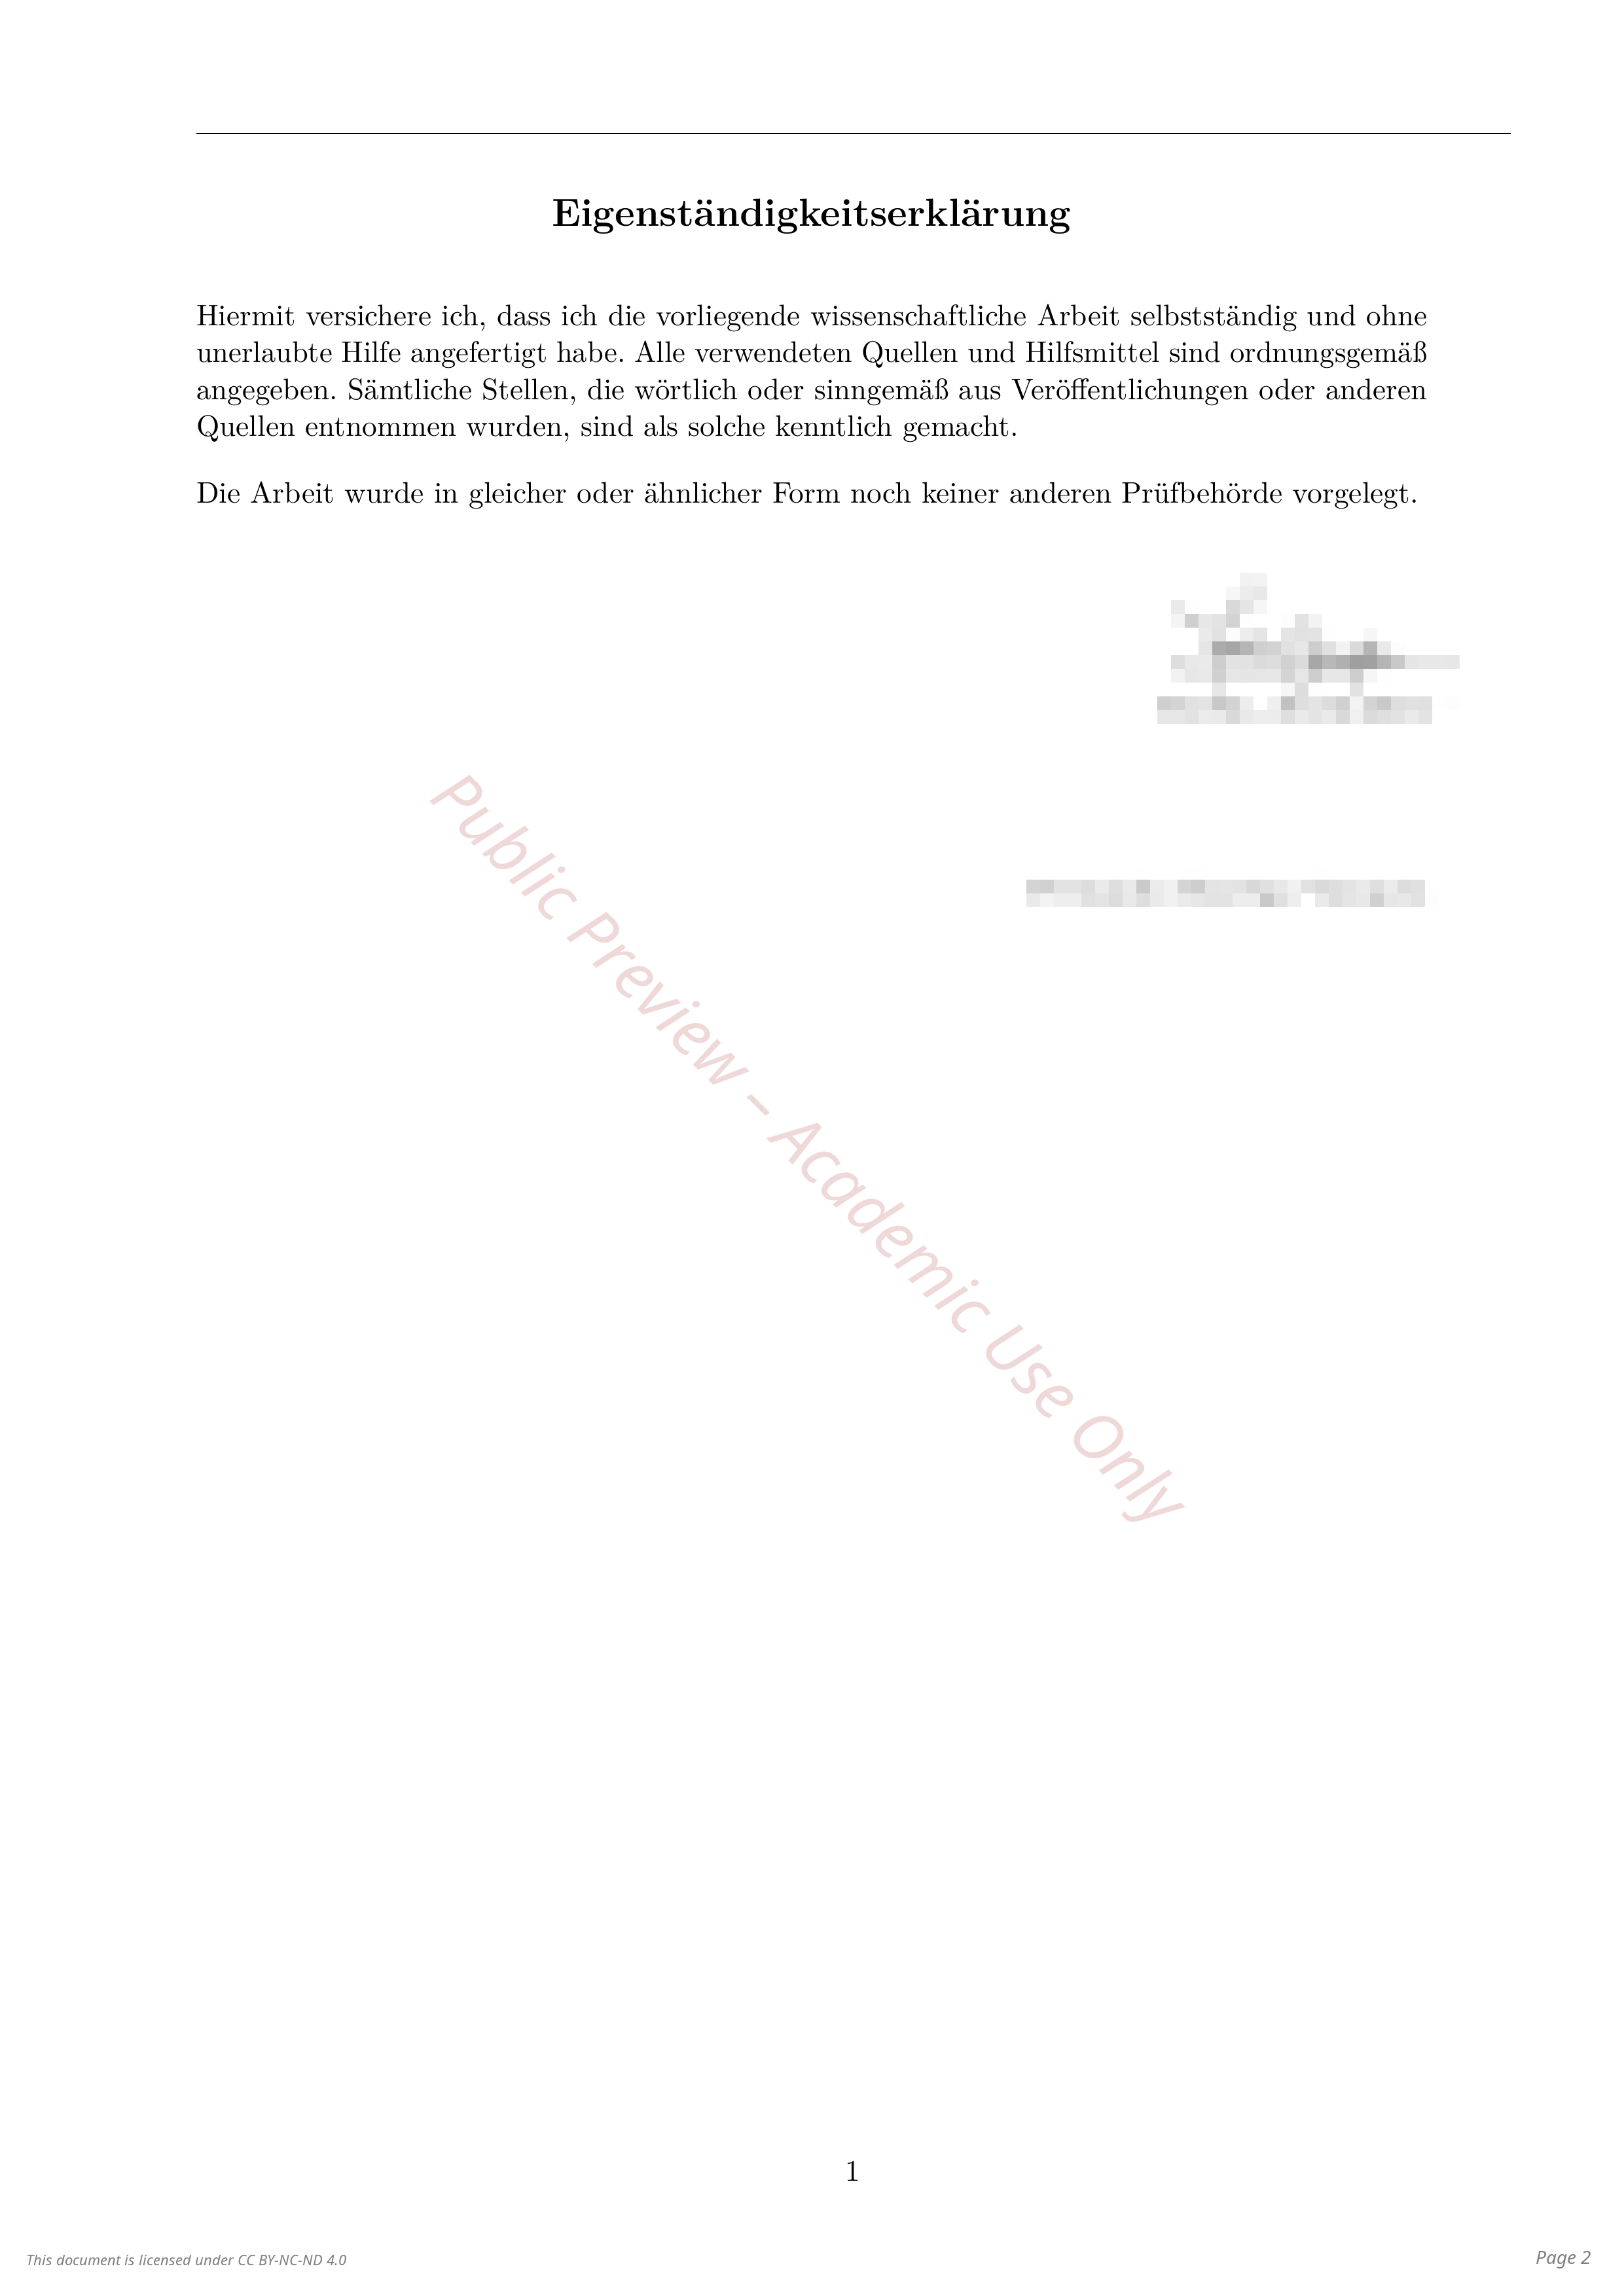 Eigenständigkeitserklärung
Hiermit versichere ich, dass ich die vorliegende wissenschaftliche Arbeit selbstständig und ohne
unerlaubte Hilfe angefertigt habe. Alle verwendeten Quellen und Hilfsmittel sind ordnungsgemäß
angegeben. Sämtliche Stellen, die wörtlich oder sinngemäß aus Veröffentlichungen oder anderen
Quellen entnommen wurden, sind als solche kenntlich gemacht.
Die Arbeit wurde in gleicher oder ähnlicher Form noch keiner anderen Prüfbehörde vorgelegt.
Public Preview – Academic Use Only
1
This document is licensed under CC BY-NC-ND 4.0
Page 2